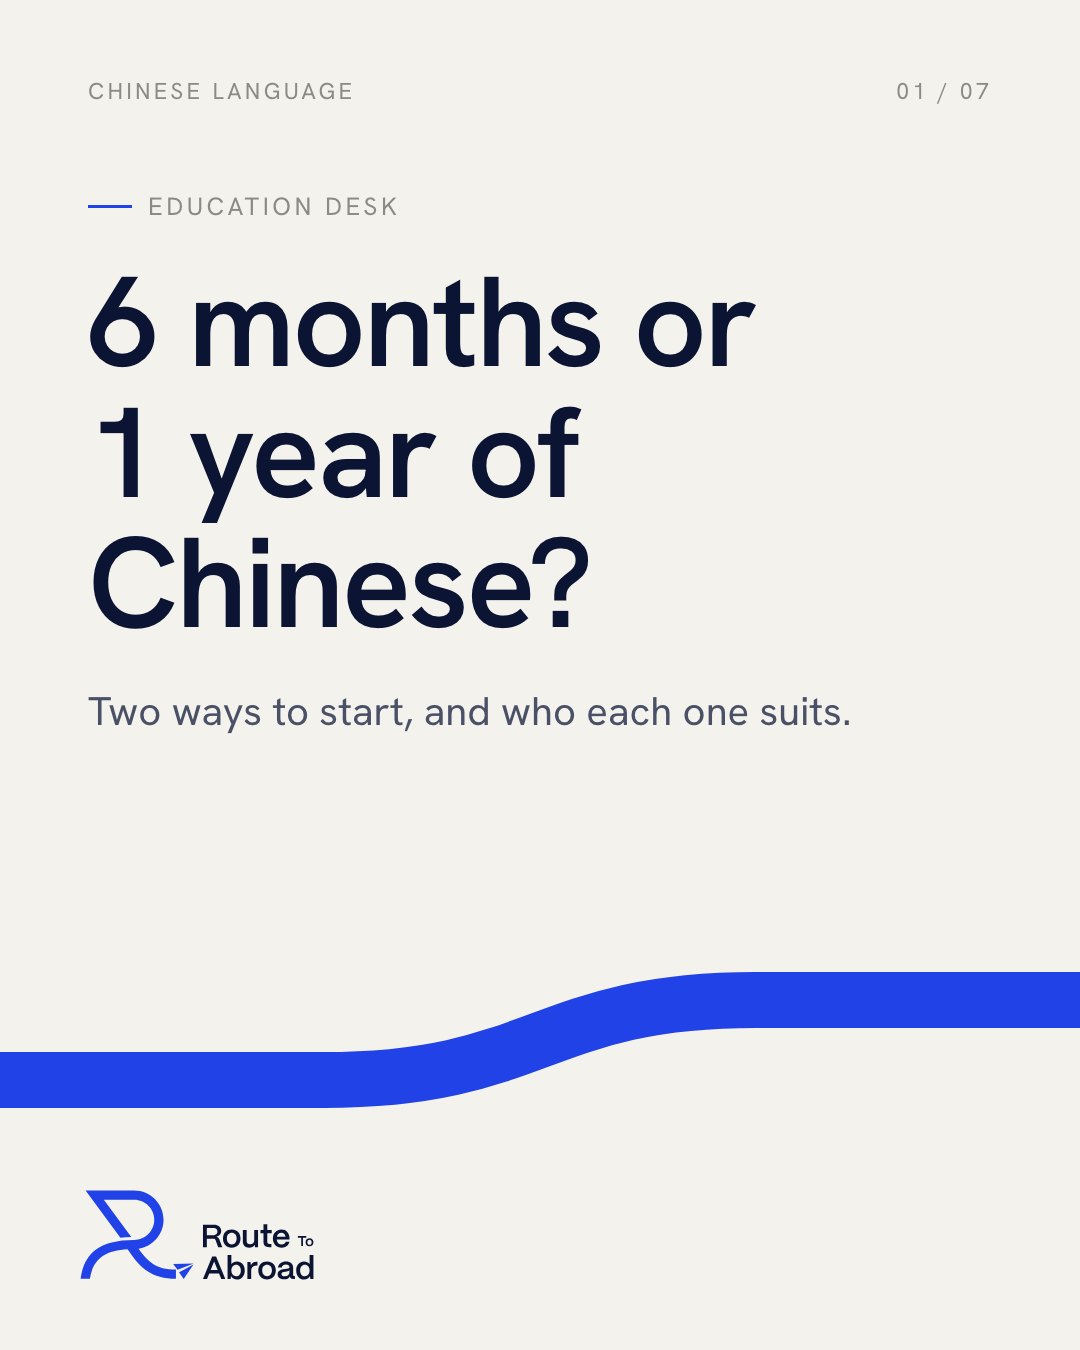 CHINESE LANGUAGE
01 / 07
EDUCATION DESK
6 months or
1 year of
Chinese?
Two ways to start, and who each one suits.
Route To
Abroad